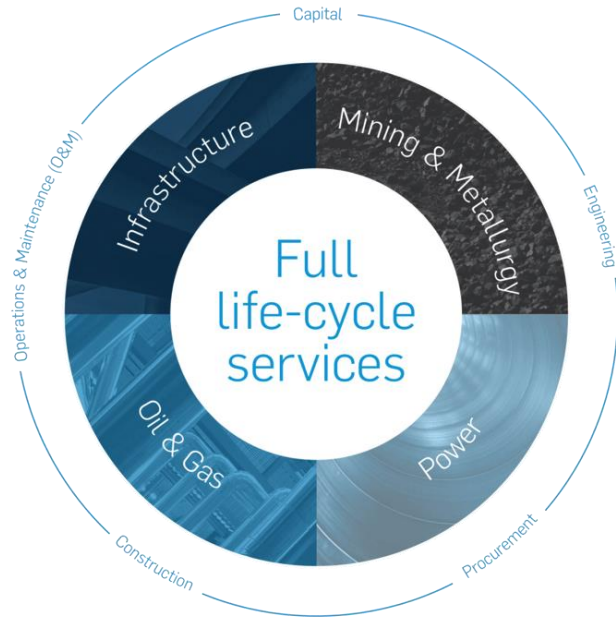 Capital
Engineering
Procurement
Construction
Operations & Maintenance (O&M)
Infrastructure
Mining & Metallurgy
Power
Oil & Gas
Full
life-cycle
services